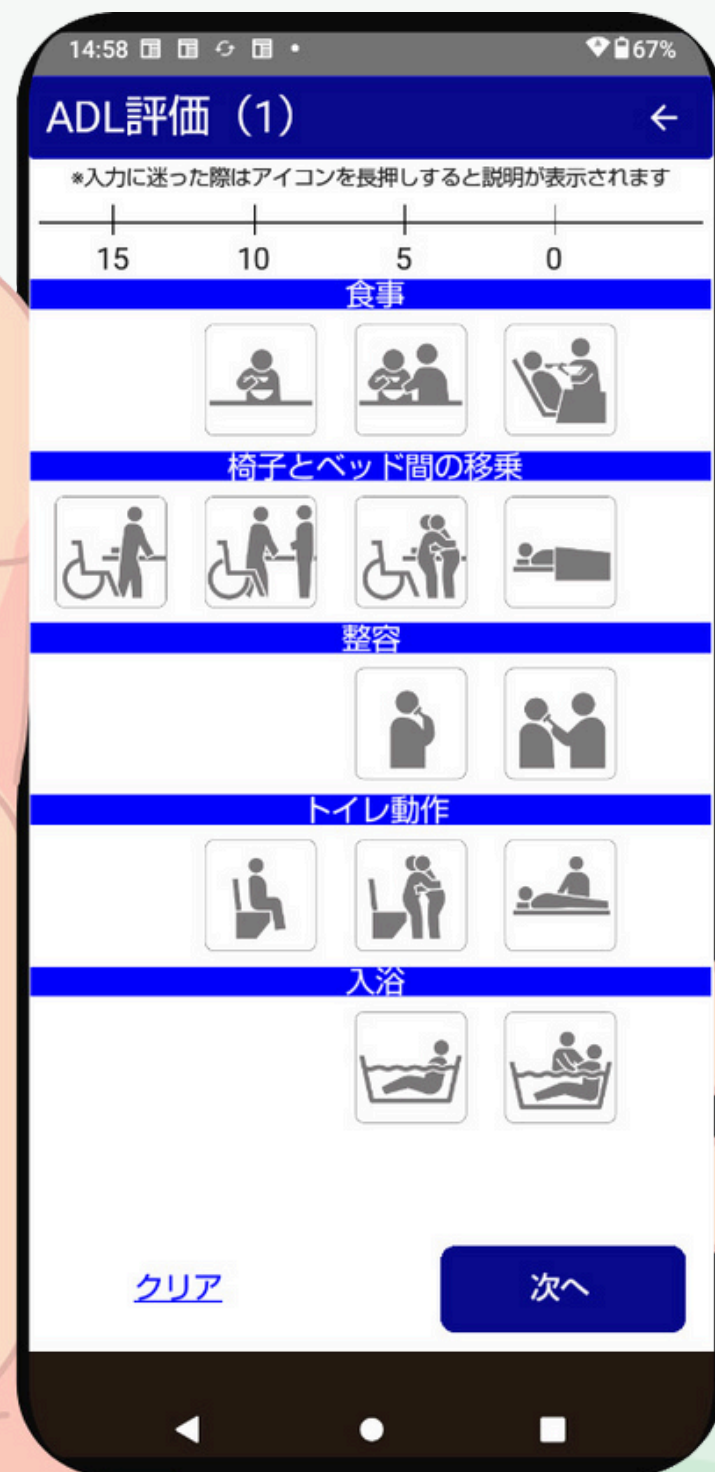 14:58
67%
ADL評価（1）
※入力に迷った際はアイコンを長押しすると説明が表示されます
15 10 5 0
食事
椅子とベッド間の移乗
整容
トイレ動作
入浴
クリア
次へ